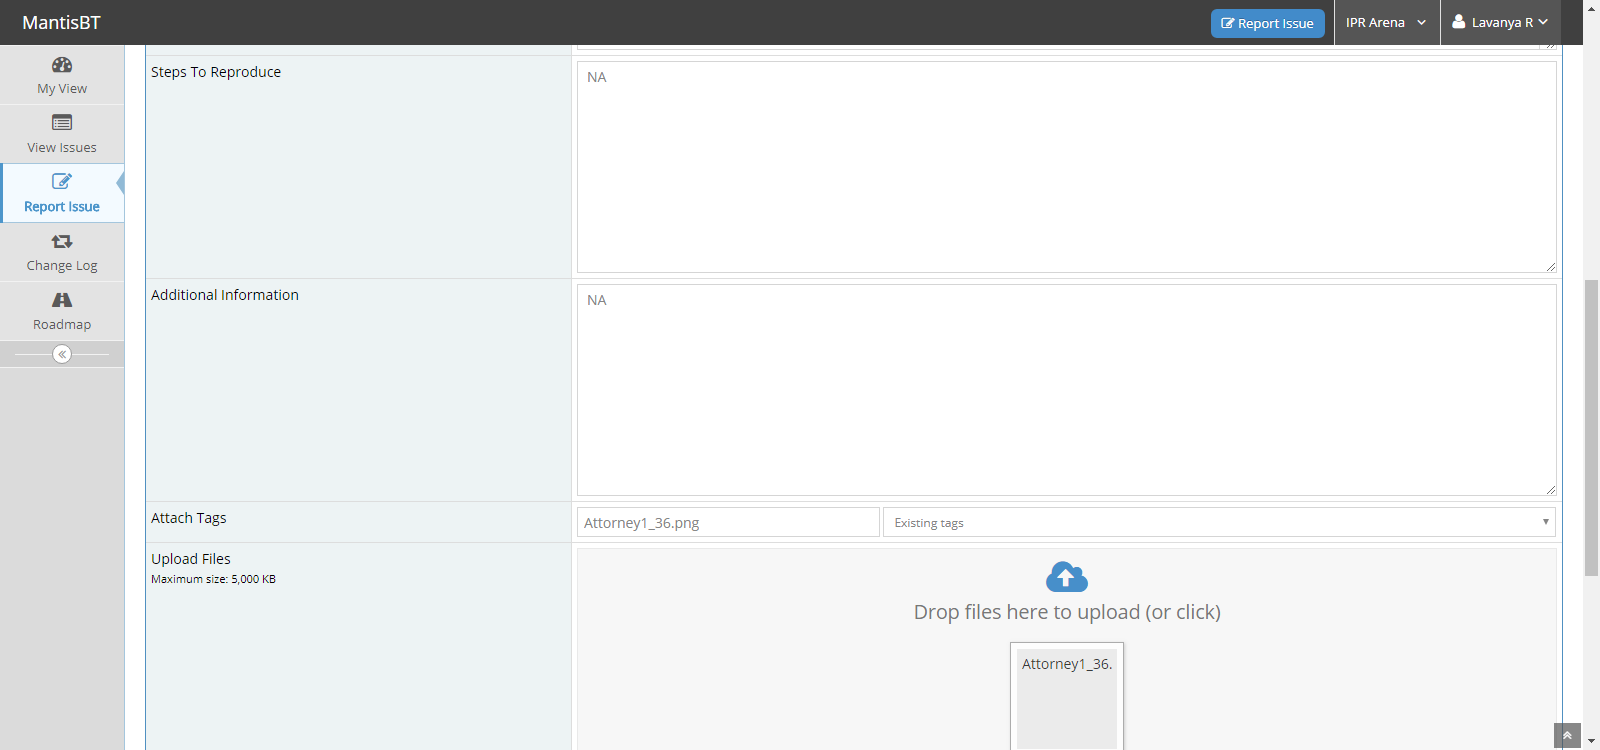 MantisBT
Report Issue
IPR Arena
Lavanya R
My View
View Issues
Report Issue
Change Log
Roadmap
Steps To Reproduce
NA
Additional Information
NA
Attach Tags
Attorney1_36.png
Existing tags
Upload Files
Maximum size: 5,000 KB
Drop files here to upload (or click)
Attorney1_36.